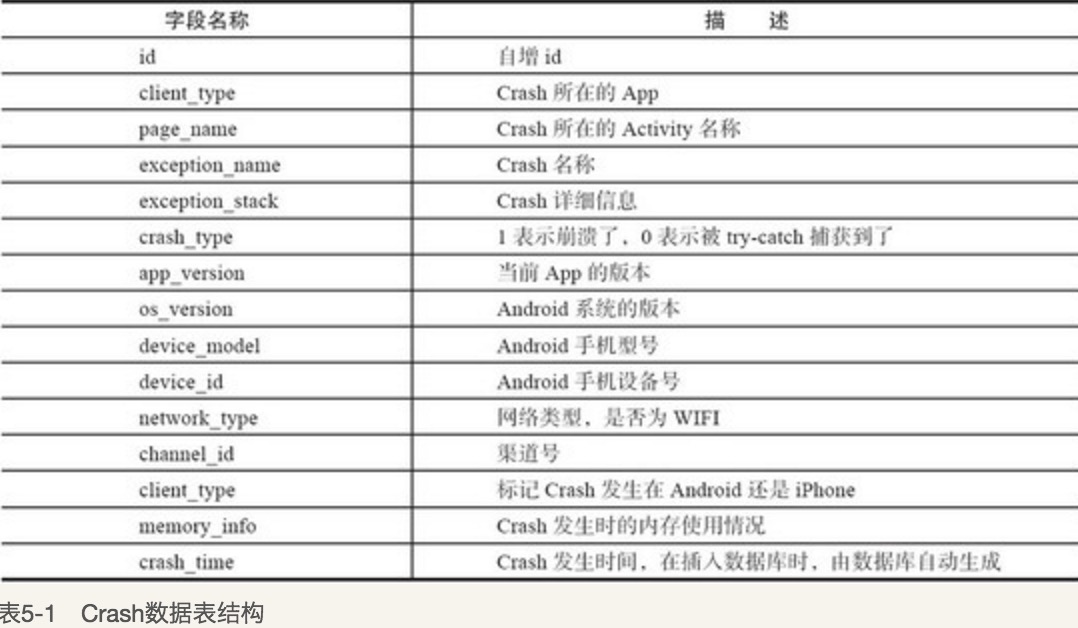 字段名称 描 述
id 自增 id
client_type Crash 所在的 App
page_name Crash 所在的 Activity 名称
exception_name Crash 名称
exception_stack Crash 详细信息
crash_type 1 表示崩溃了，0 表示被 try-catch 捕获到了
app_version 当前 App 的版本
os_version Android 系统的版本
device_model Android 手机型号
device_id Android 手机设备号
network_type 网络类型，是否为 WIFI
channel_id 渠道号
client_type 标记 Crash 发生在 Android 还是 iPhone
memory_info Crash 发生时的内存使用情况
crash_time Crash 发生时间，在插入数据库时，由数据库自动生成
表5-1 Crash数据表结构